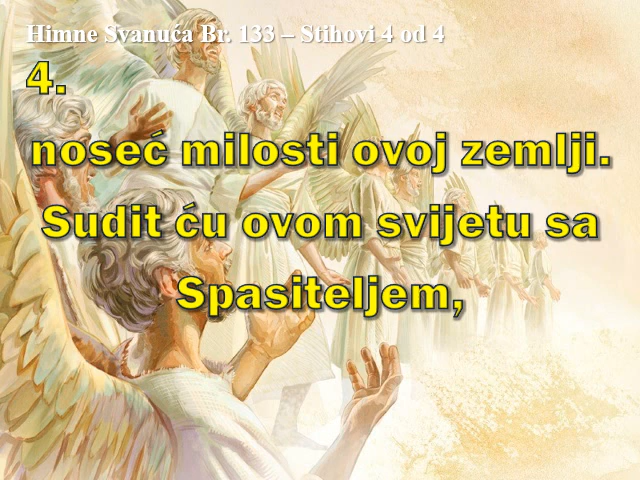 Himne Svanuća Br. 133 – Stihovi 4 od 4
4.
noseć milosti ovoj zemlji.
Sudit ću ovom svijetu sa
Spasiteljem,